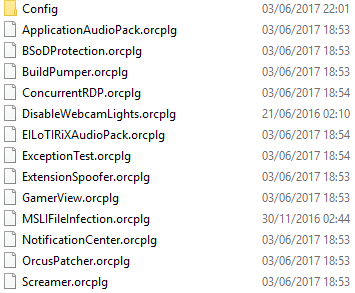 Config 03/06/2017 22:01
ApplicationAudioPack.orcplg 03/06/2017 18:53
BSoDProtection.orcplg 03/06/2017 18:53
BuildPumper.orcplg 03/06/2017 18:53
ConcurrentRDP.orcplg 03/06/2017 18:54
DisableWebcamLights.orcplg 21/06/2016 02:10
ElLoTlRiXAudioPack.orcplg 03/06/2017 18:54
ExceptionTest.orcplg 03/06/2017 18:54
ExtensionSpoofer.orcplg 03/06/2017 18:53
GamerView.orcplg 03/06/2017 18:53
MSLIFileInfection.orcplg 30/11/2016 02:44
NotificationCenter.orcplg 03/06/2017 18:53
OrcusPatcher.orcplg 03/06/2017 18:53
Screamer.orcplg 03/06/2017 18:53